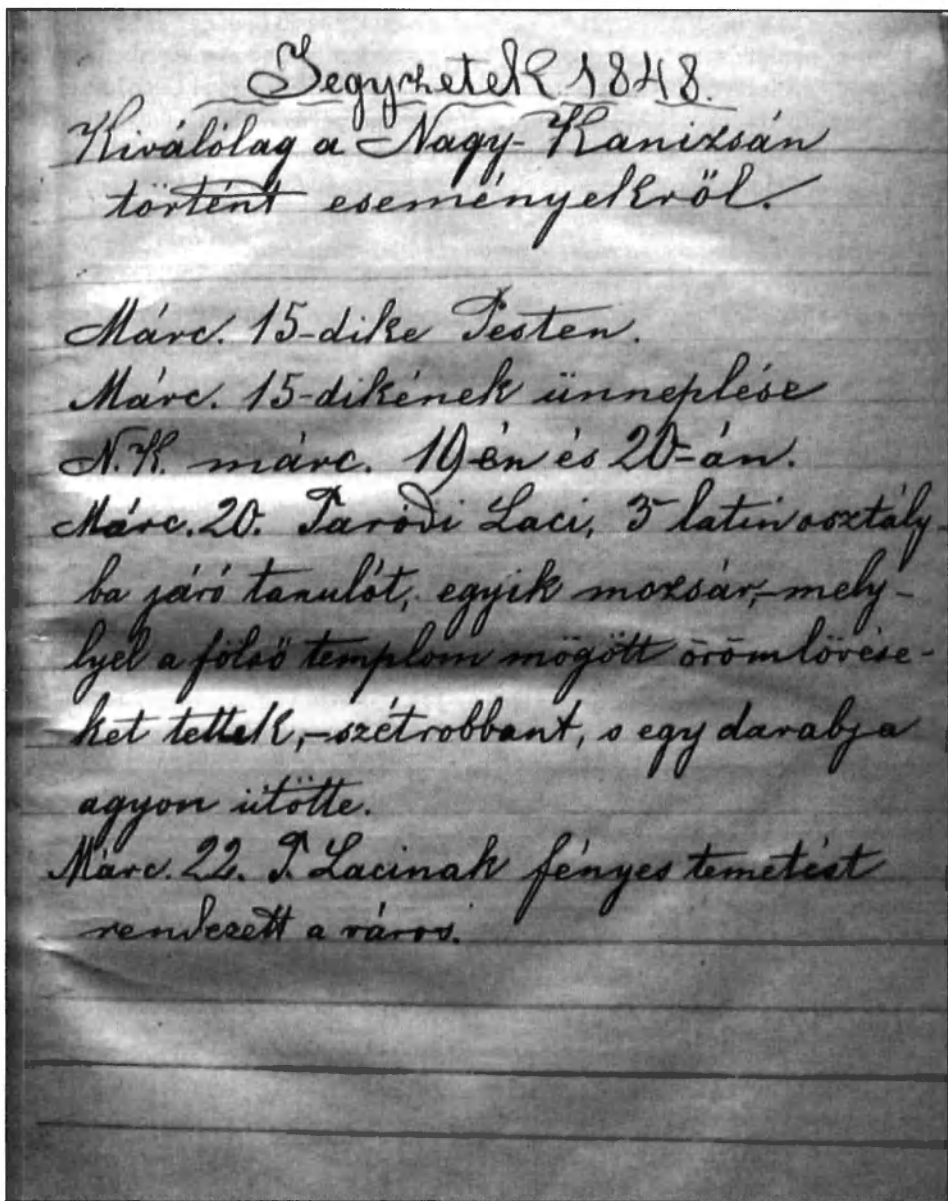 Jegyzetek 1848.
Kiválólag a Nagy-Kanizsán
történt eseményekről.
Márc. 15-dike Pesten.
Márc. 15-dikének ünneplése
N.K. márc. 19-én és 20-án.
Márc. 20. Paródi Laci, 3 latin osztály
ba járó tanulót, egyik mozsár,-mely-
lyel a fölső templom mögött örömlövése-
ket tettek,-szétrobbant, s egy darabja
agyon ütötte.
Márc. 22. P. Lacinak fényes temetést
rendezett a város.